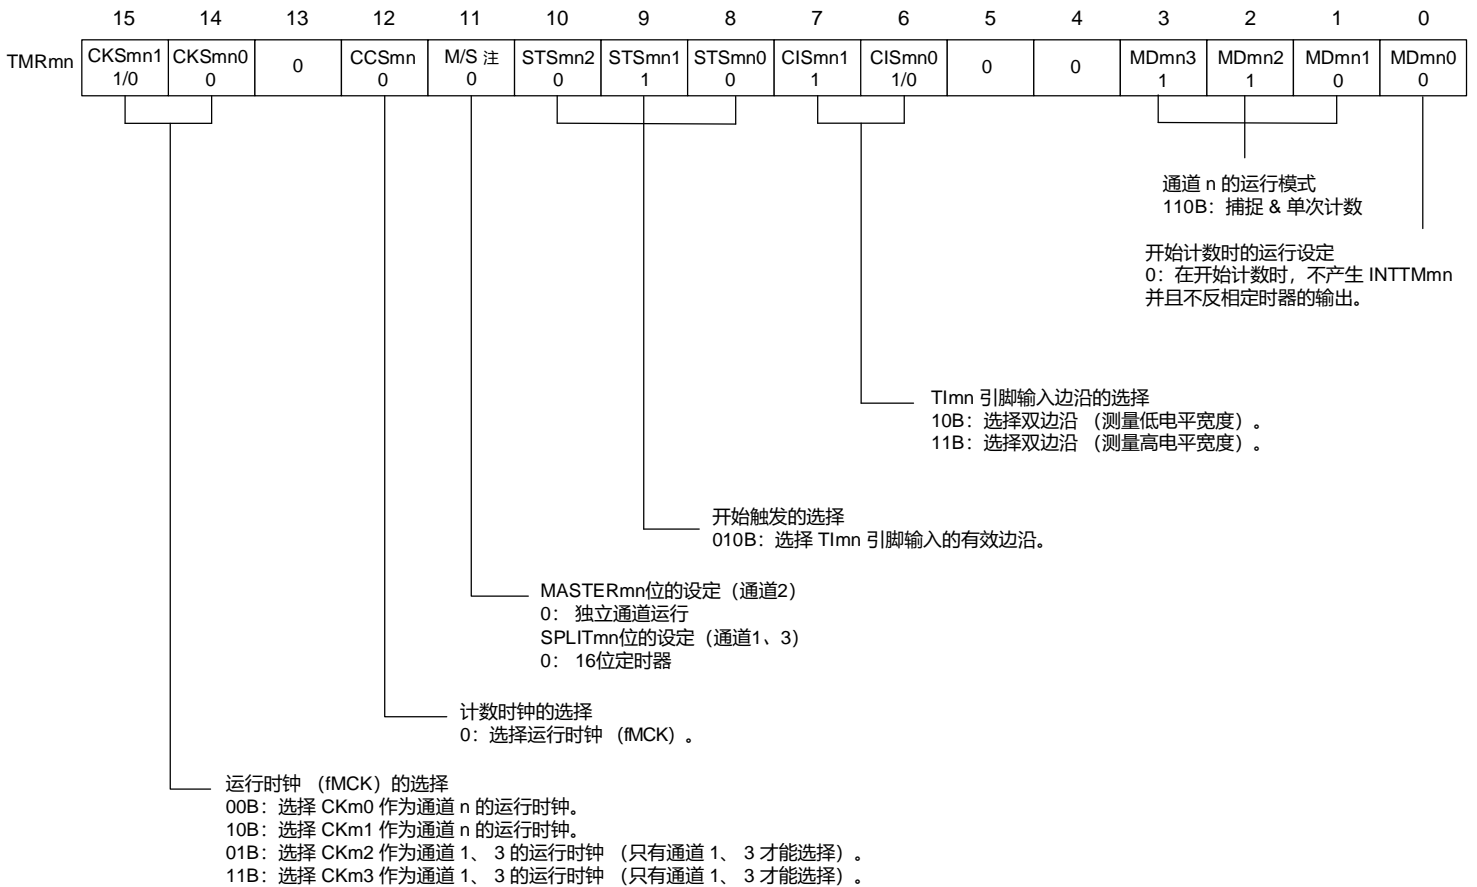 15 14 13 12 11 10 9 8 7 6 5 4 3 2 1 0
TMRmn CKSmn1 CKSmn0 0 CCSmn M/S 注 STSmn2 STSmn1 STSmn0 CISmn1 CISmn0 0 0 MDmn3 MDmn2 MDmn1 MDmn0
1/0 0 0 0 0 1 0 1 1/0 1 1 0 0
通道 n 的运行模式
110B：捕捉 & 单次计数
开始计数时的运行设定
0：在开始计数时，不产生 INTTMmn
并且不反相定时器的输出。
TImn 引脚输入边沿的选择
10B：选择双边沿 （测量低电平宽度）。
11B：选择双边沿 （测量高电平宽度）。
开始触发的选择
010B：选择 TImn 引脚输入的有效边沿。
MASTERmn位的设定（通道2）
0： 独立通道运行
SPLITmn位的设定（通道1、3）
0： 16位定时器
计数时钟的选择
0：选择运行时钟 （fMCK）。
运行时钟 （fMCK）的选择
00B：选择 CKm0 作为通道 n 的运行时钟。
10B：选择 CKm1 作为通道 n 的运行时钟。
01B：选择 CKm2 作为通道 1、 3 的运行时钟 （只有通道 1、 3 才能选择）。
11B：选择 CKm3 作为通道 1、 3 的运行时钟 （只有通道 1、 3 才能选择）。